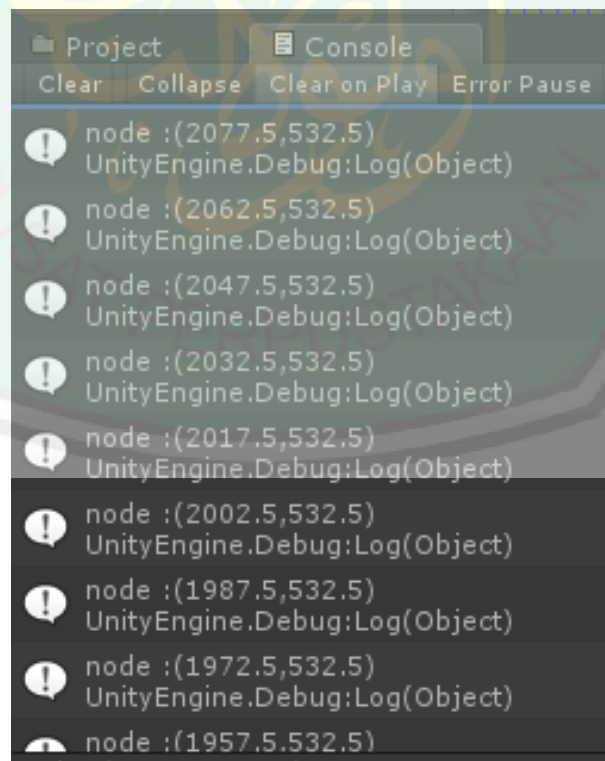 Project
Console
Clear Collapse Clear on Play Error Pause
node :(2077.5,532.5)
UnityEngine.Debug:Log(Object)
node :(2062.5,532.5)
UnityEngine.Debug:Log(Object)
node :(2047.5,532.5)
UnityEngine.Debug:Log(Object)
node :(2032.5,532.5)
UnityEngine.Debug:Log(Object)
node :(2017.5,532.5)
UnityEngine.Debug:Log(Object)
node :(2002.5,532.5)
UnityEngine.Debug:Log(Object)
node :(1987.5,532.5)
UnityEngine.Debug:Log(Object)
node :(1972.5,532.5)
UnityEngine.Debug:Log(Object)
node :(1957.5,532.5)
PERPUSTAKAAN